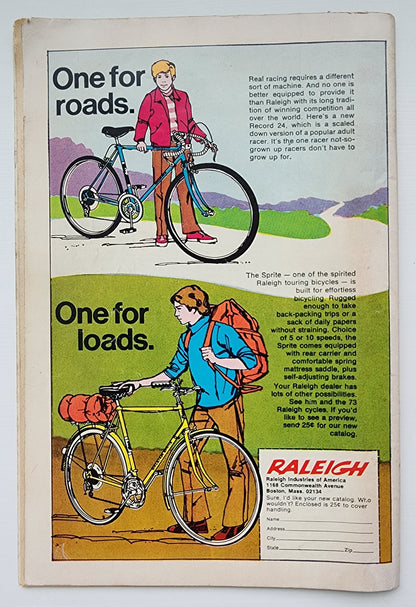 One for
roads.
Real racing requires a different
sort of machine. And no one is
better equipped to provide it
than Raleigh with its long tradi-
tion of winning competition all
over the world. Here's a new
Record 24, which is a scaled
down version of a popular adult
racer. It's the one racer not-so-
grown up racers don't have to
grow up for.
The Sprite — one of the spirited
Raleigh touring bicycles — is
built for effortless
bicycling. Rugged
enough to take
back-packing trips or a
sack of daily papers
without straining. Choice
of 5 or 10 speeds, the
Sprite comes equipped
with rear carrier and
comfortable spring
mattress saddle, plus
self-adjusting brakes.
Your Raleigh dealer has
lots of other possibilities.
See him and the 73
Raleigh cycles. If you'd
like to see a preview,
send 25¢ for our new
catalog.
One for
loads.
RALEIGH
Raleigh Industries of America
1168 Commonwealth Avenue
Boston, Mass. 02134
Sure, I'd like your new catalog. Who
wouldn't? Enclosed is 25¢ to cover
handling.
Name
Address
City
State Zip